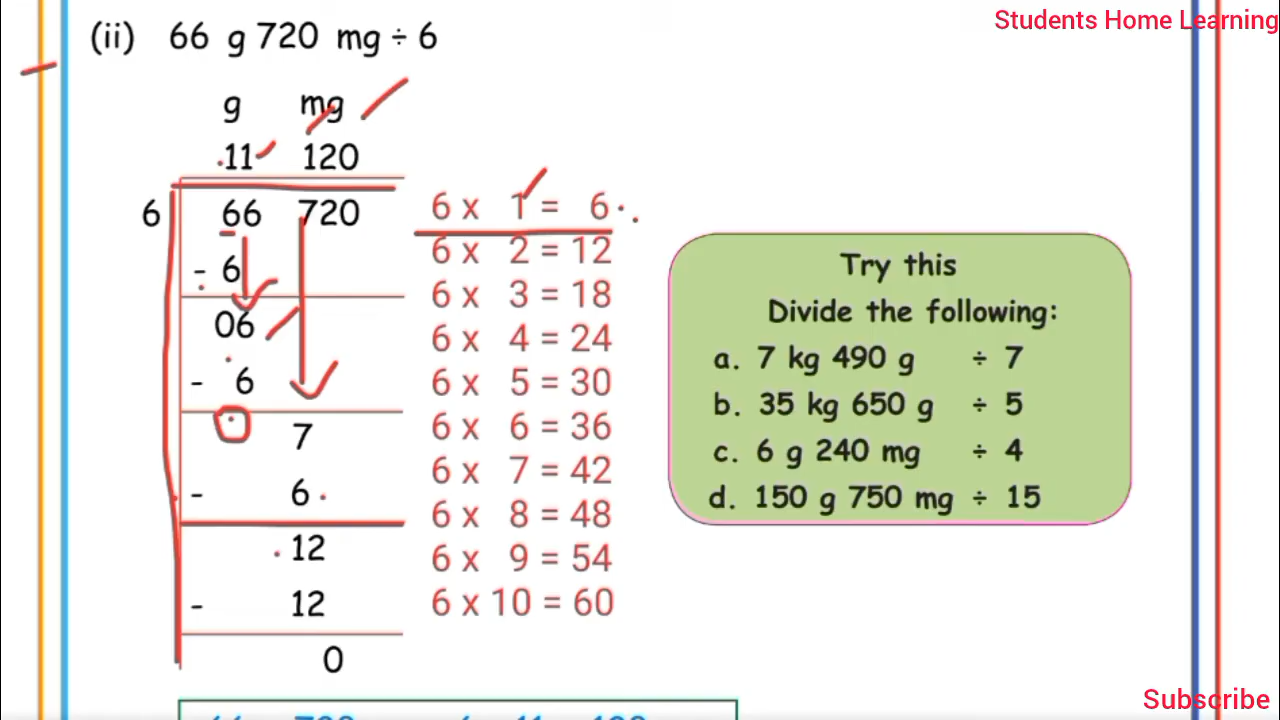 Students Home Learning
(ii) 66 g 720 mg ÷ 6
g mg
11 120
6 66 720
- 6
06
- 6
7
- 6
12
- 12
0
6 x 1 = 6
6 x 2 = 12
6 x 3 = 18
6 x 4 = 24
6 x 5 = 30
6 x 6 = 36
6 x 7 = 42
6 x 8 = 48
6 x 9 = 54
6 x 10 = 60
Try this
Divide the following:
a. 7 kg 490 g ÷ 7
b. 35 kg 650 g ÷ 5
c. 6 g 240 mg ÷ 4
d. 150 g 750 mg ÷ 15
Subscribe